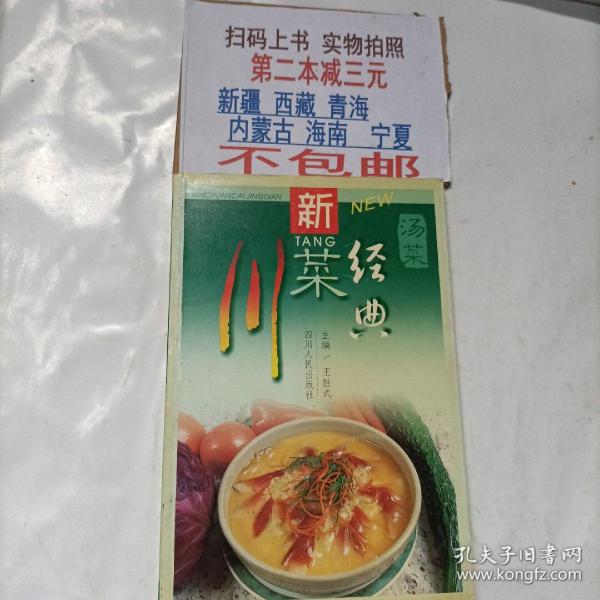 扫码上书 实物拍照
第二本减三元
新疆 西藏 青海
内蒙古 海南 宁夏
不包邮
XINCHUANCAIJINGDIAN
新
NEW
汤菜
TANG
川菜
经典
主编/王胜武
四川人民出版社
孔夫子旧书网
www.kongfz.com